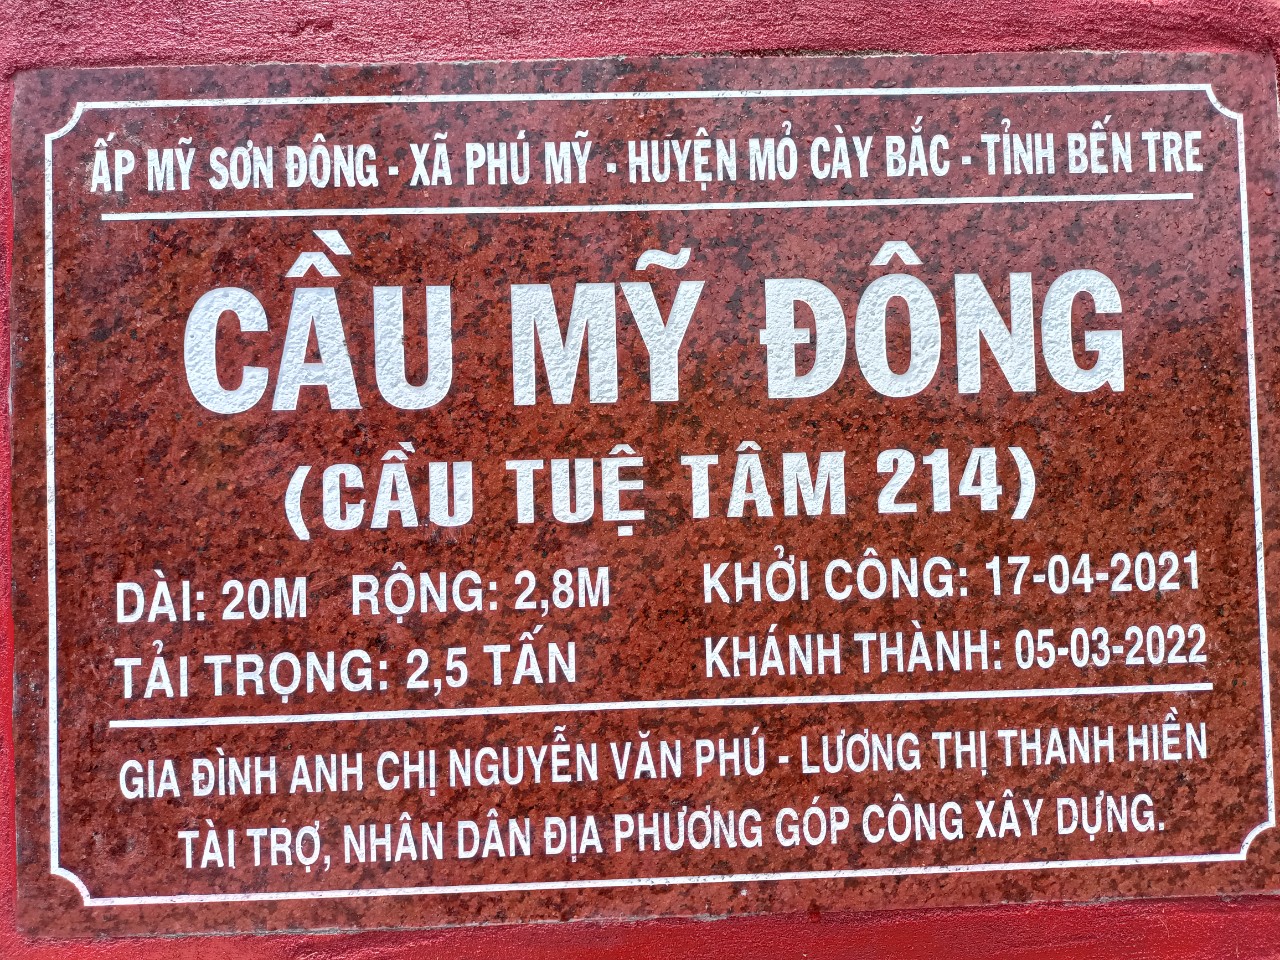 ẤP MỸ SƠN ĐÔNG - XÃ PHÚ MỸ - HUYỆN MỎ CÀY BẮC - TỈNH BẾN TRE
CẦU MỸ ĐÔNG
(CẦU TUỆ TÂM 214)
DÀI: 20M RỘNG: 2,8M KHỞI CÔNG: 17-04-2021
TẢI TRỌNG: 2,5 TẤN KHÁNH THÀNH: 05-03-2022
GIA ĐÌNH ANH CHỊ NGUYỄN VĂN PHÚ - LƯƠNG THỊ THANH HIỀN
TÀI TRỢ, NHÂN DÂN ĐỊA PHƯƠNG GÓP CÔNG XÂY DỰNG.